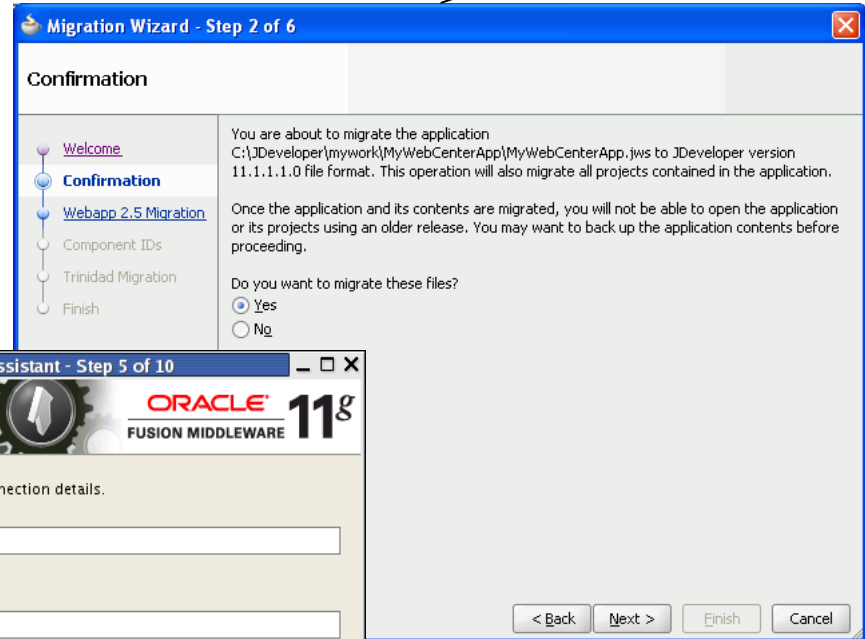 Migration Wizard - Step 2 of 6
Confirmation
Welcome
Confirmation
Webapp 2.5 Migration
Component IDs
Trinidad Migration
Finish
You are about to migrate the application
C:\JDeveloper\mywork\MyWebCenterApp\MyWebCenterApp.jws to JDeveloper version
11.1.1.1.0 file format. This operation will also migrate all projects contained in the application.
Once the application and its contents are migrated, you will not be able to open the application
or its projects using an older release. You may want to back up the application contents before
proceeding.
Do you want to migrate these files?
Yes
No
ssistant - Step 5 of 10
ORACLE
FUSION MIDDLEWARE 11g
nection details.
< Back Next > Finish Cancel